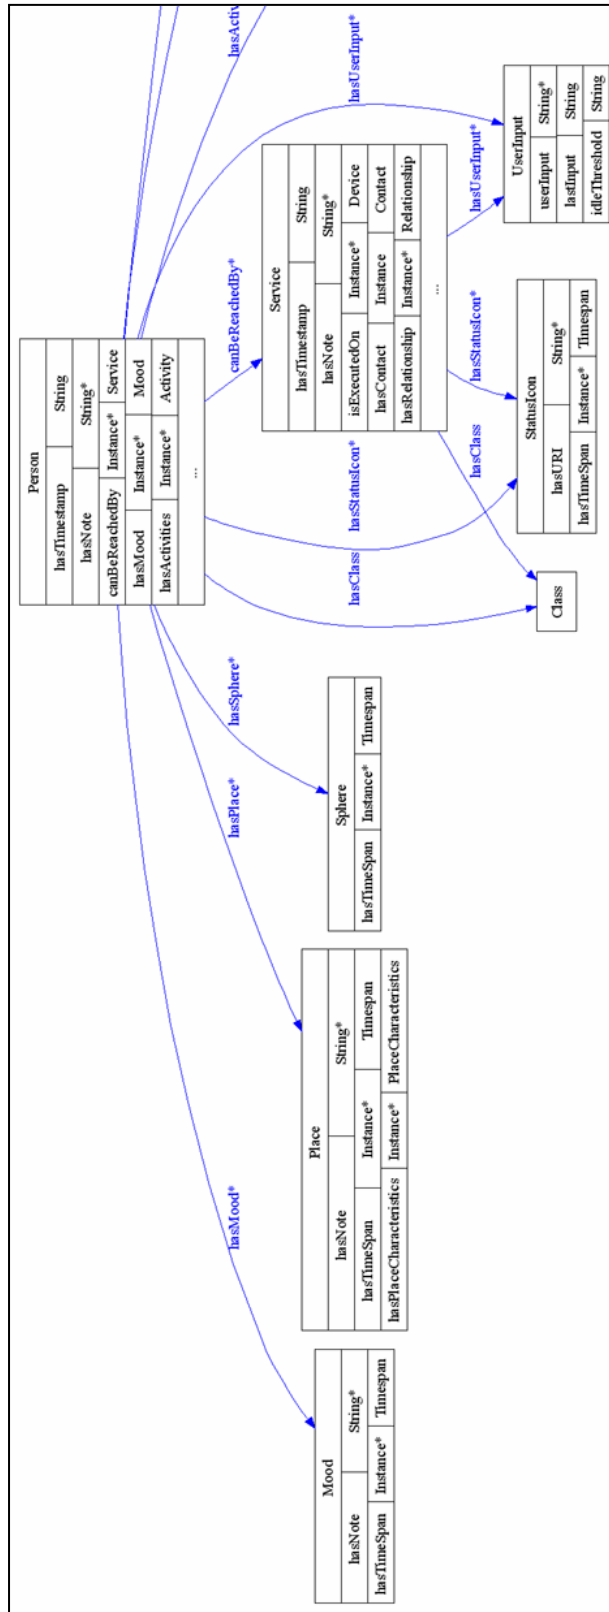 hasActivi
Person
hasTimestamp String
hasNote String*
canBeReachedBy Instance* Service
hasMood Instance* Mood
hasActivities Instance* Activity
...
hasMood*
hasPlace*
hasSphere*
hasClass
hasStatusIcon*
canBeReachedBy*
hasUserInput*
Mood
hasNote String*
hasTimeSpan Instance* Timespan
Place
hasNote String*
hasTimeSpan Instance* Timespan
hasPlaceCharacteristics Instance* PlaceCharacteristics
Sphere
hasTimeSpan Instance* Timespan
Service
hasTimestamp String
hasNote String*
isExecutedOn Instance* Device
hasContact Instance Contact
hasRelationship Instance* Relationship
...
hasClass
hasStatusIcon*
hasUserInput*
Class
StatusIcon
hasURI String*
hasTimeSpan Instance* Timespan
UserInput
userInput String*
lastInput String
idleThreshold String